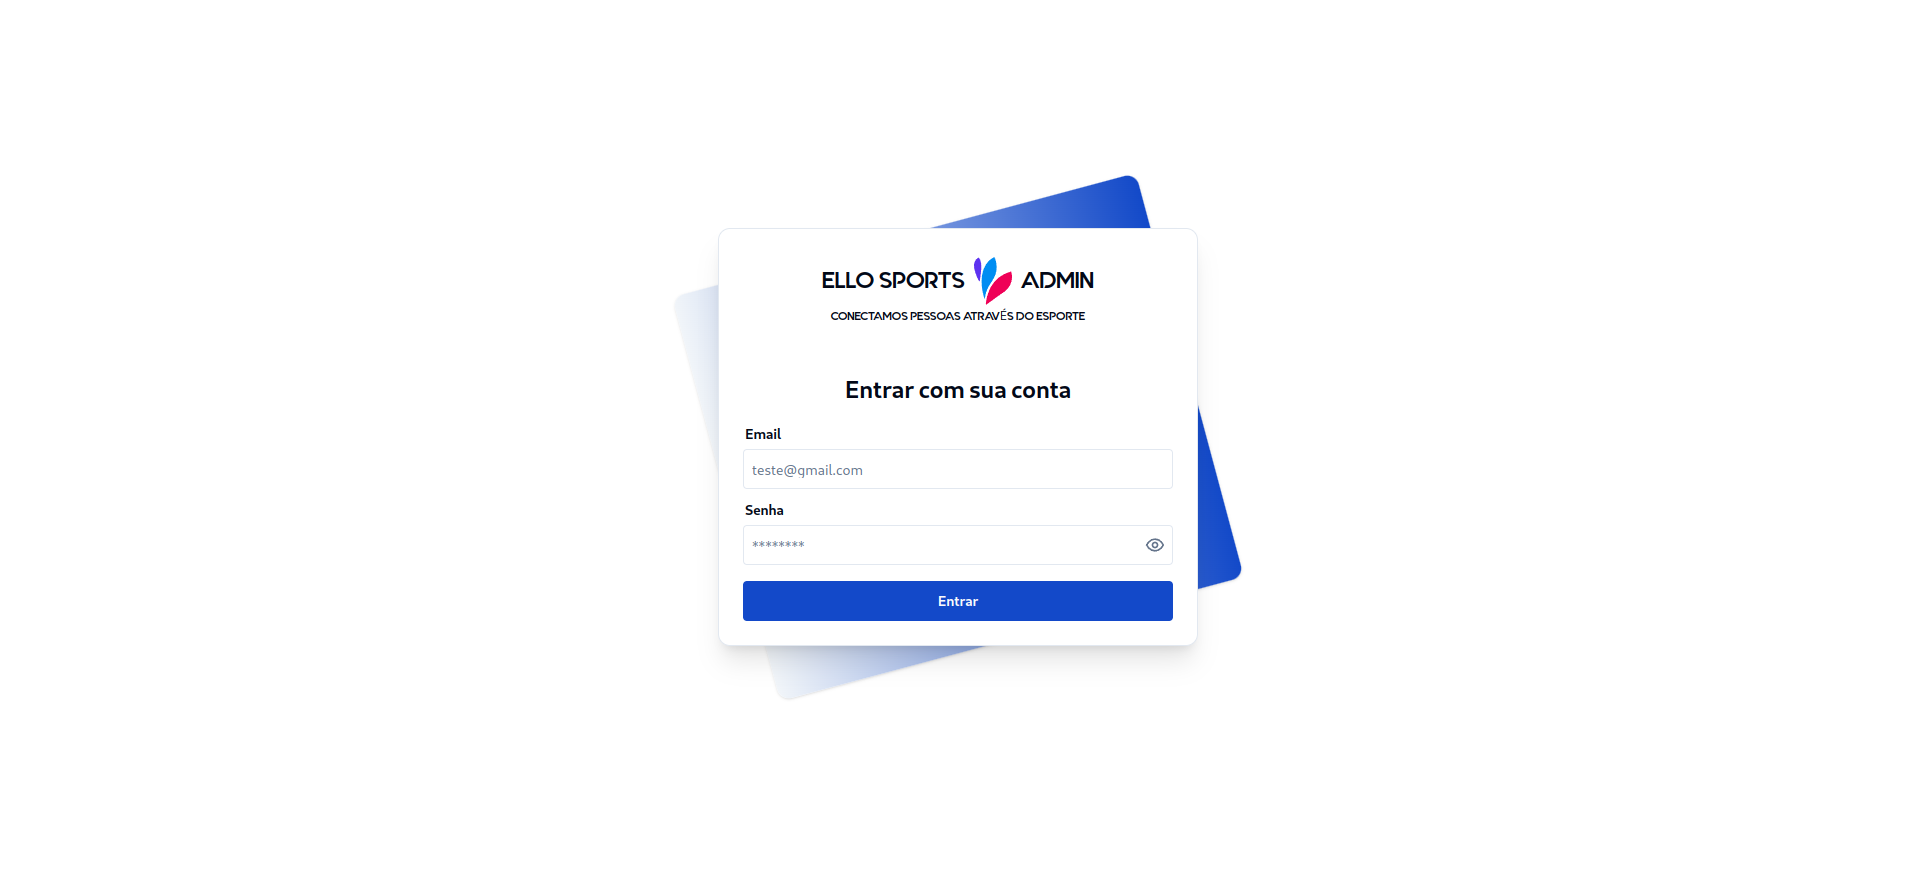 ELLO SPORTS ADMIN
CONECTAMOS PESSOAS ATRAVÉS DO ESPORTE
Entrar com sua conta
Email
teste@gmail.com
Senha
********
Entrar